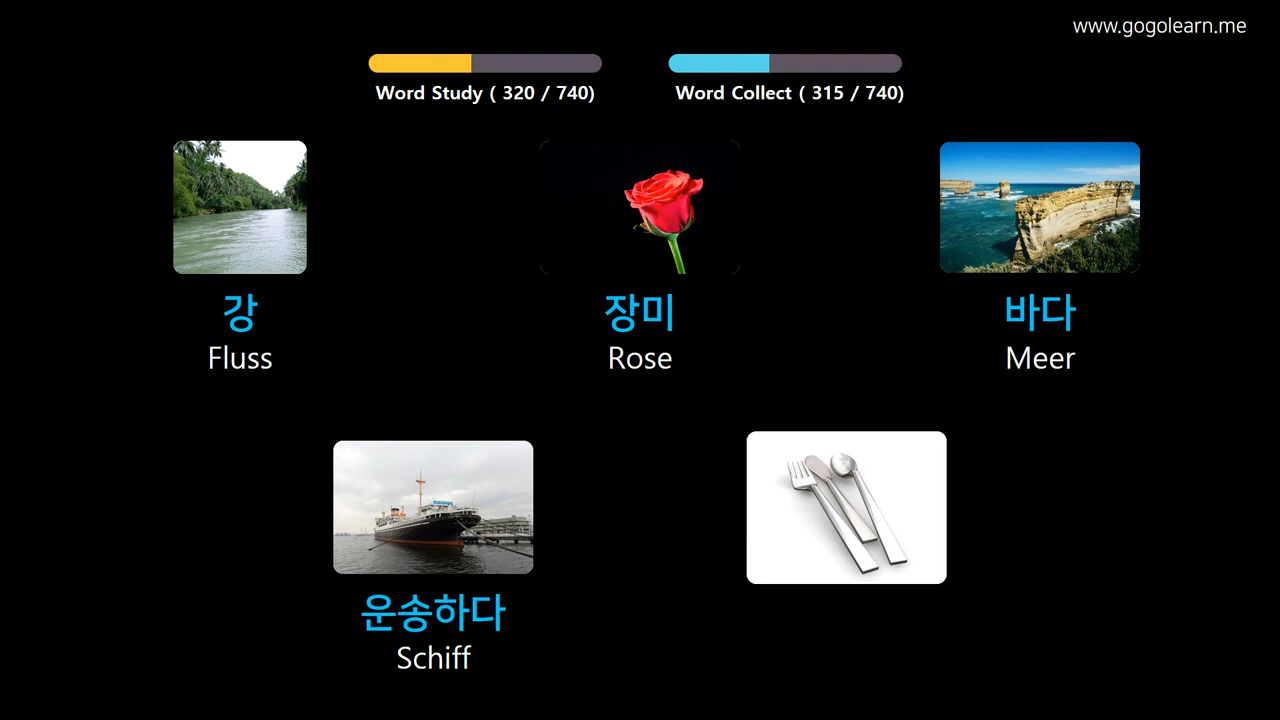 www.gogolearn.me
Word Study ( 320 / 740)
Word Collect ( 315 / 740)
강
Fluss
장미
Rose
바다
Meer
운송하다
Schiff